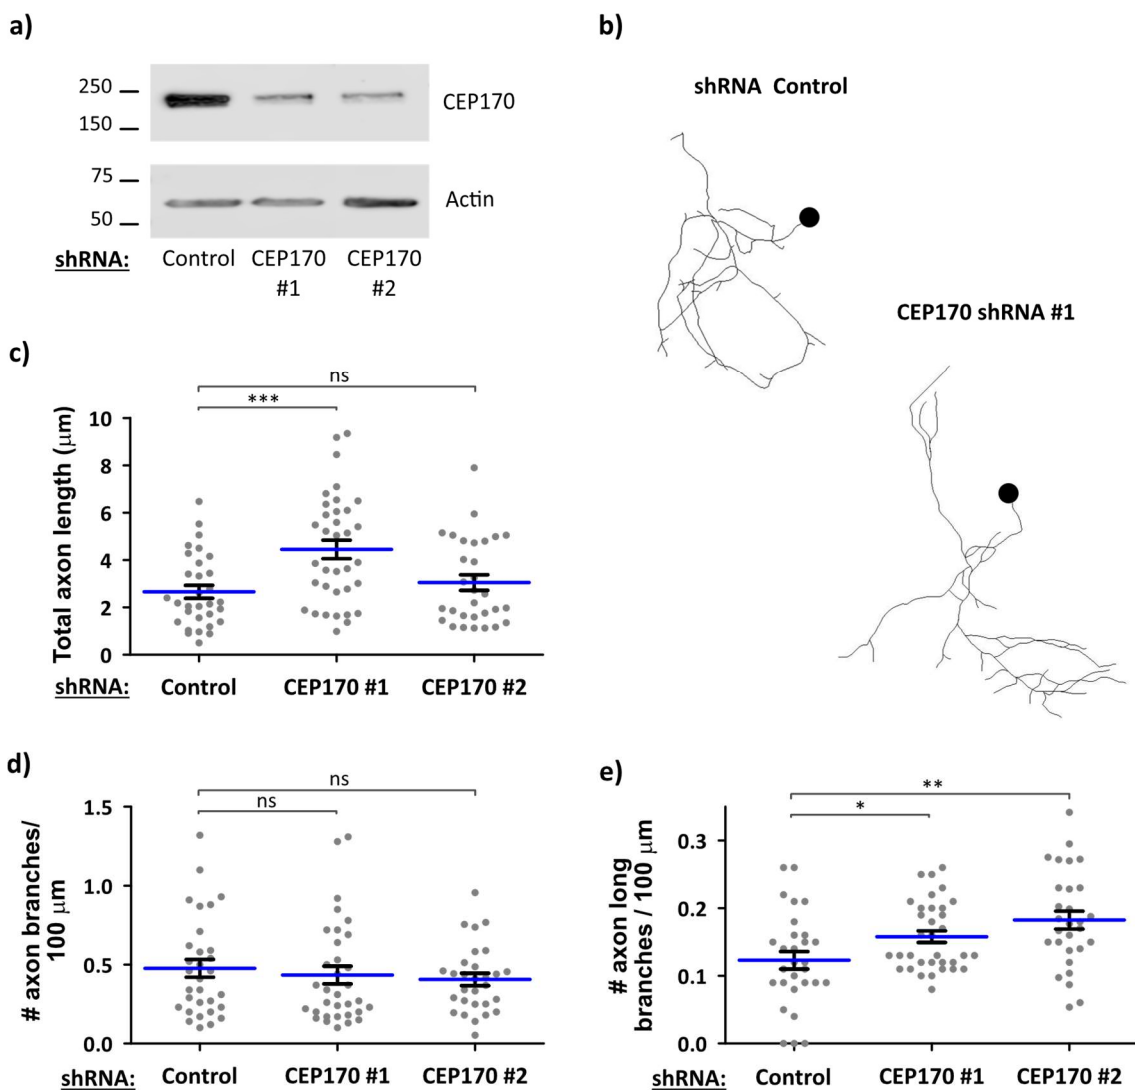 a)
250
150
CEP170
75
50
Actin
shRNA: Control CEP170 CEP170
#1 #2
b)
shRNA Control
CEP170 shRNA #1
c)
ns
***
Total axon length (μm)
10
8
6
4
2
0
shRNA: Control CEP170 #1 CEP170 #2
d)
ns
ns
# axon branches/
100 μm
1.5
1.0
0.5
0.0
shRNA: Control CEP170 #1 CEP170 #2
e)
**
*
# axon long
branches / 100 μm
0.3
0.2
0.1
0.0
shRNA: Control CEP170 #1 CEP170 #2